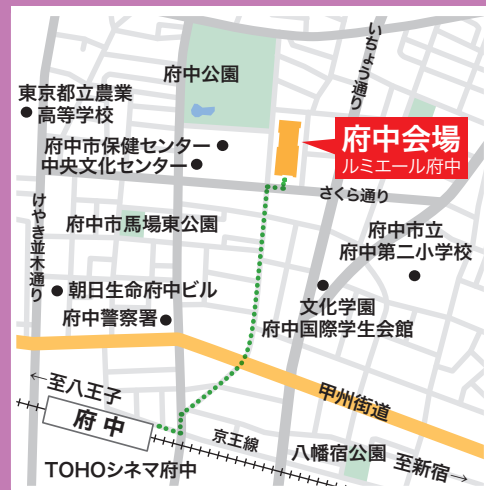 府中公園
いちょう通り
東京都立農業
高等学校
府中市保健センター
中央文化センター
府中会場
ルミエール府中
さくら通り
けやき並木通り
府中市馬場東公園
府中市立
府中第二小学校
朝日生命府中ビル
府中警察署
文化学園
府中国際学生会館
←至八王子
府中
甲州街道
京王線
八幡宿公園
至新宿→
TOHOシネマ府中